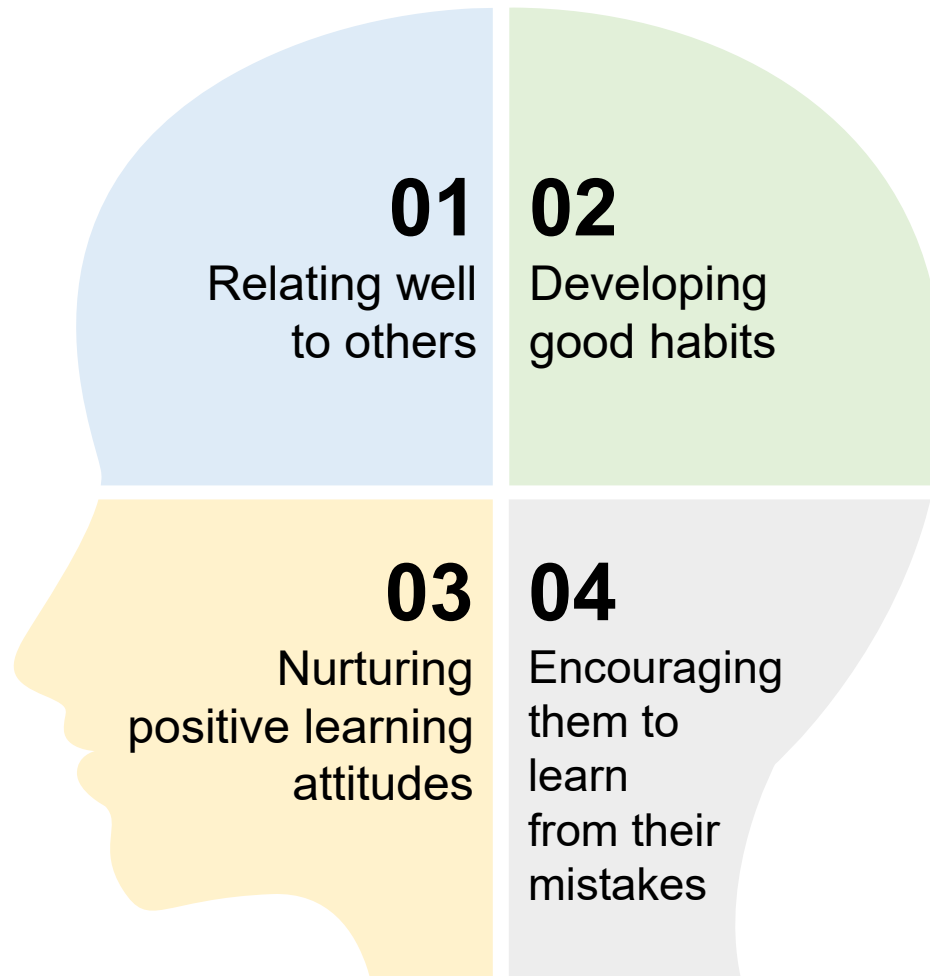 01
Relating well
to others
02
Developing
good habits
03
Nurturing
positive learning
attitudes
04
Encouraging
them to
learn
from their
mistakes